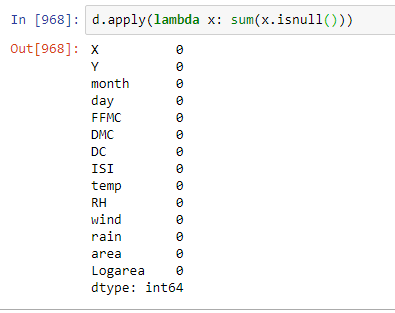 In [968]: d.apply(lambda x: sum(x.isnull()))
Out[968]: X 0
Y 0
month 0
day 0
FFMC 0
DMC 0
DC 0
ISI 0
temp 0
RH 0
wind 0
rain 0
area 0
Logarea 0
dtype: int64